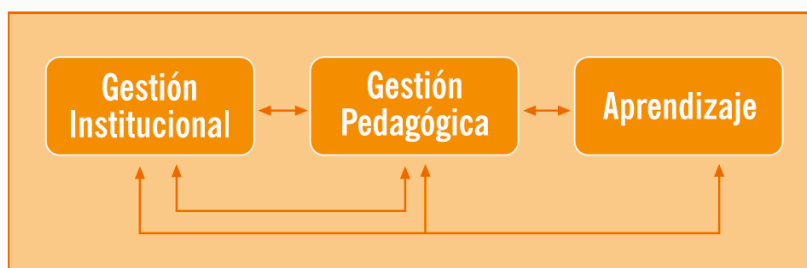 Gestión
Institucional
Gestión
Pedagógica
Aprendizaje